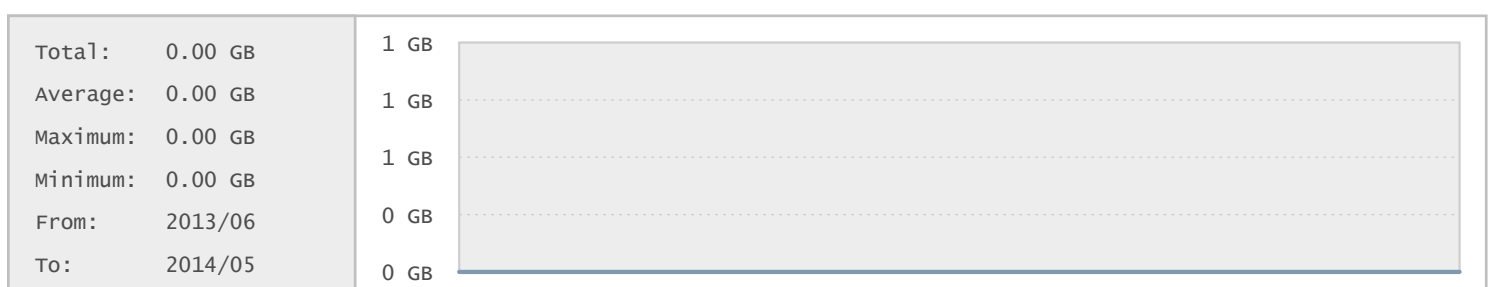 Total: 0.00 GB
Average: 0.00 GB
Maximum: 0.00 GB
Minimum: 0.00 GB
From: 2013/06
To: 2014/05
1 GB
1 GB
1 GB
0 GB
0 GB